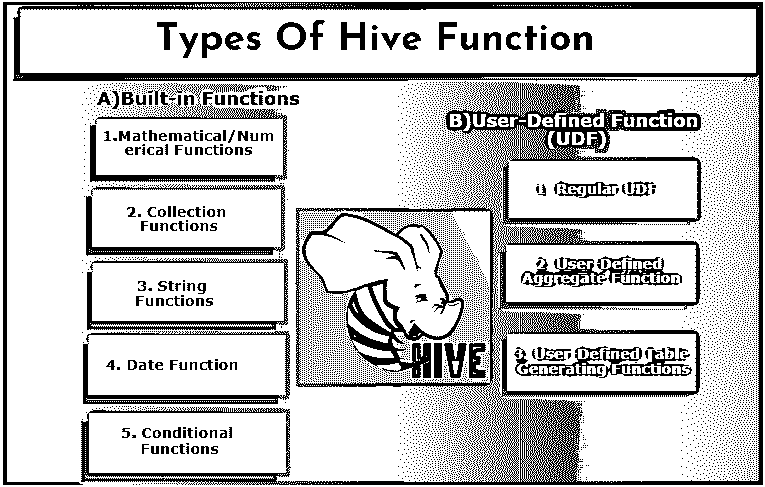 Types Of Hive Function
A)Built-in Functions
1.Mathematical/Num
erical Functions
2. Collection
Functions
3. String
Functions
4. Date Function
5. Conditional
Functions
HIVE
B)User-Defined Function
(UDF)
1. Regular UDF
2. User-Defined
Aggregate Function
3. User Defined Table
Generating Functions